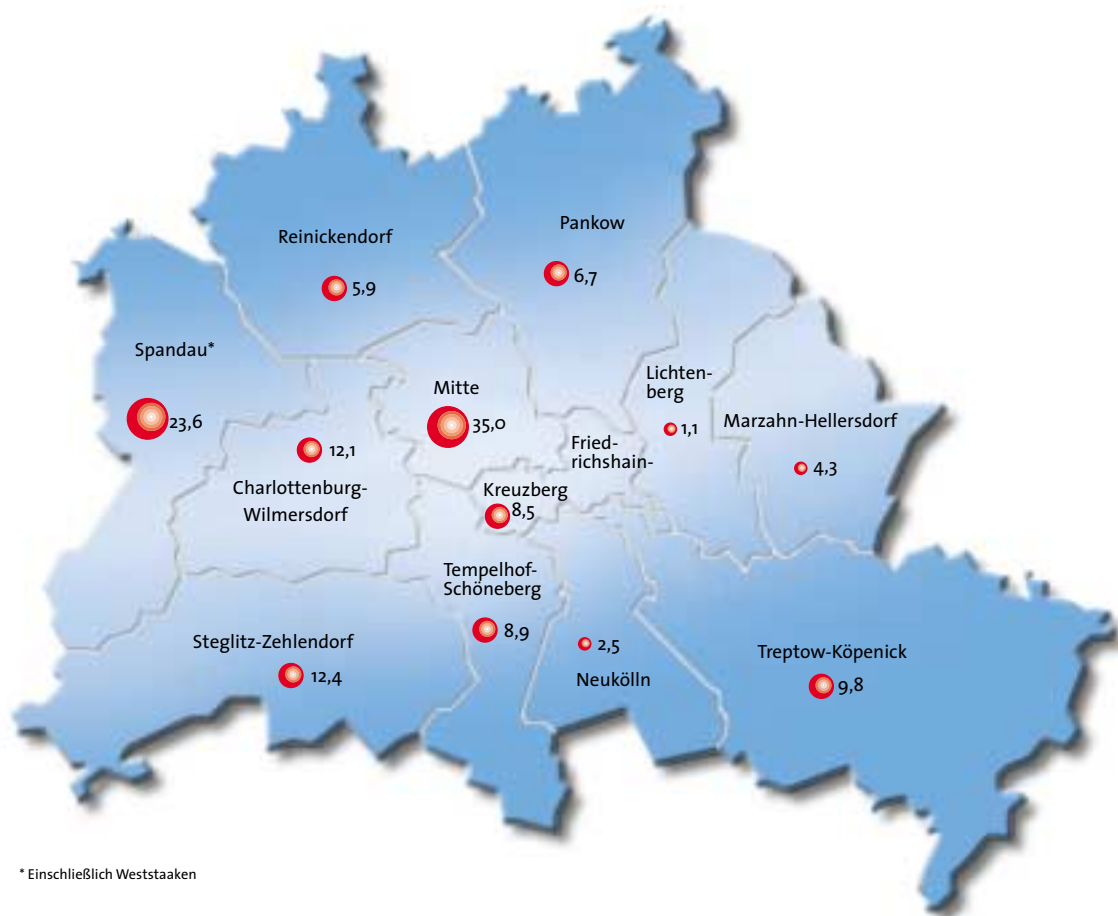 Reinickendorf
5,9
Pankow
6,7
Spandau*
23,6
Mitte
35,0
Lichten-
berg
1,1
Marzahn-Hellersdorf
4,3
12,1
Charlottenburg-
Wilmersdorf
Fried-
richshain-
Kreuzberg
8,5
Tempelhof-
Schöneberg
8,9
Steglitz-Zehlendorf
12,4
2,5
Neukölln
Treptow-Köpenick
9,8
* Einschließlich Weststaaken